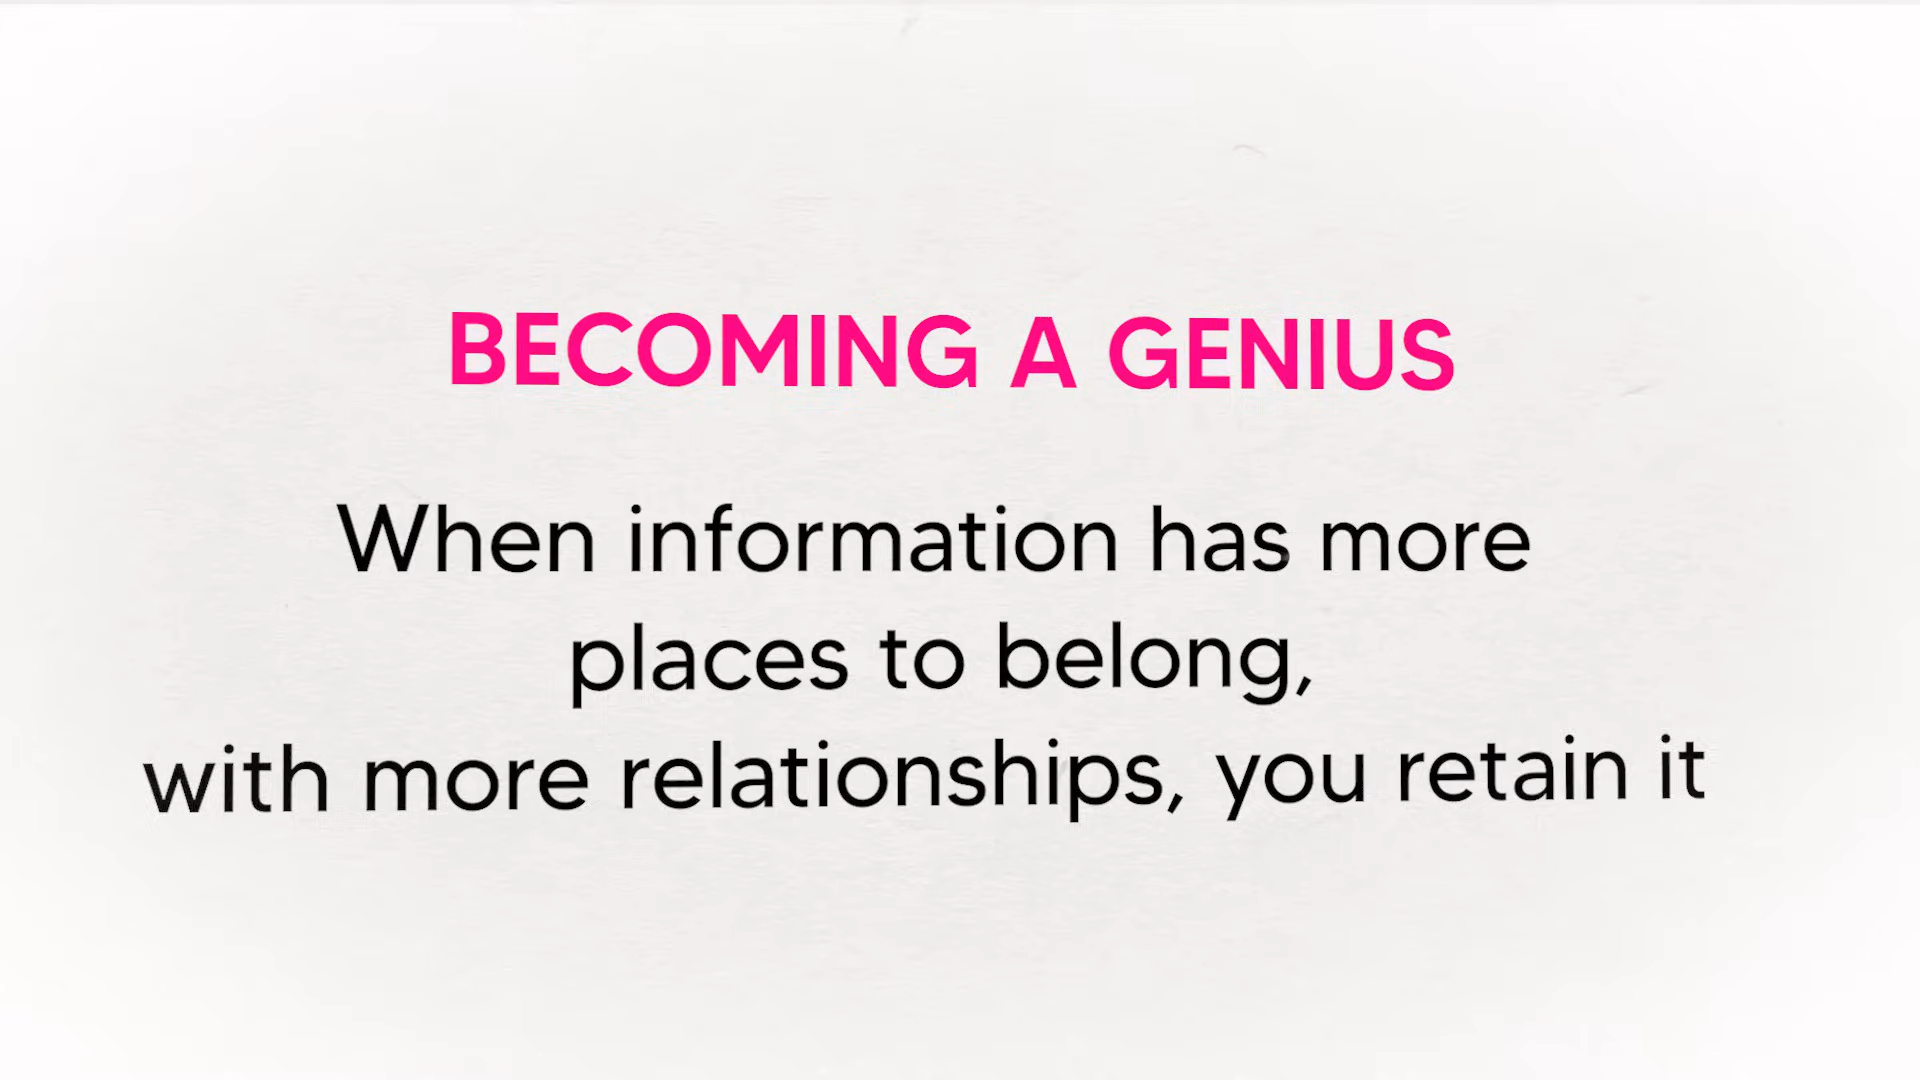 BECOMING A GENIUS
When information has more
places to belong,
with more relationships, you retain it